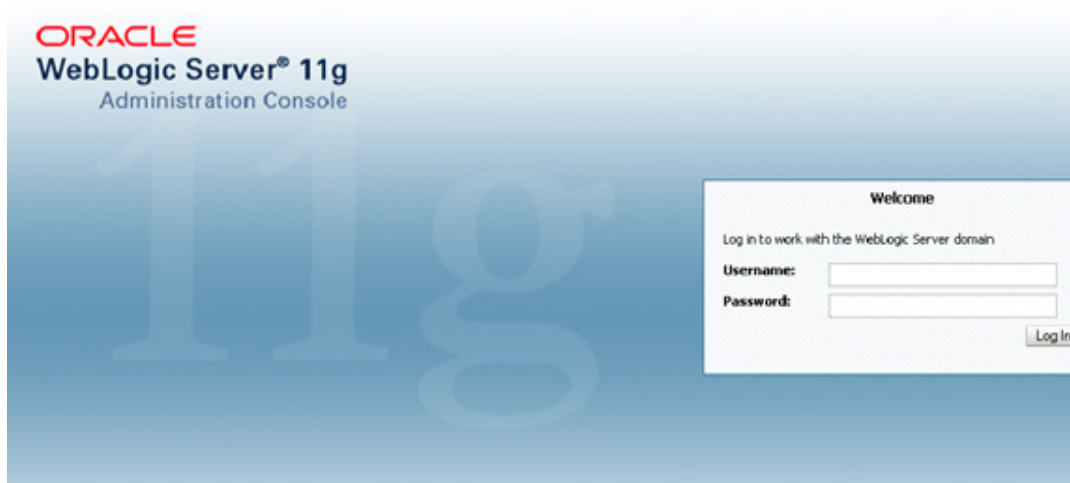 ORACLE
WebLogic Server® 11g
Administration Console
11g
Welcome
Log in to work with the WebLogic Server domain
Username:
Password:
Log In